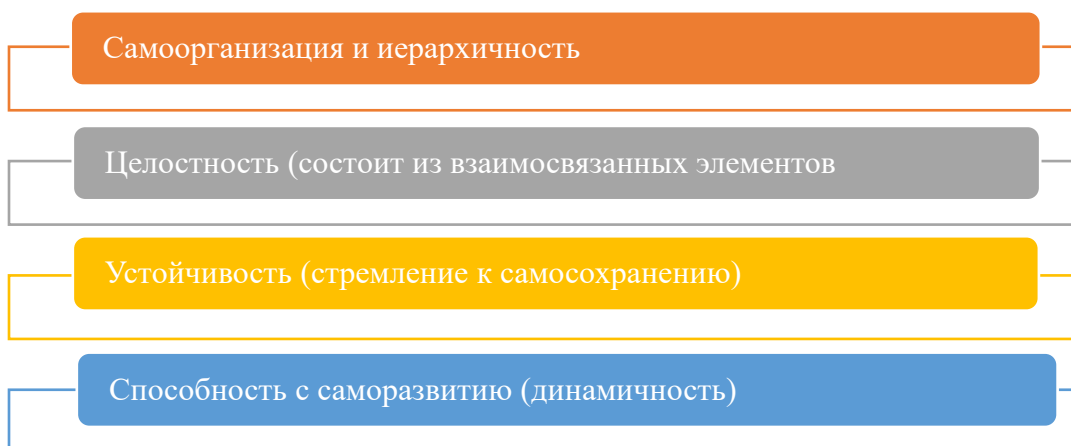 Самоорганизация и иерархичность
Целостность (состоит из взаимосвязанных элементов
Устойчивость (стремление к самосохранению)
Способность с саморазвитию (динамичность)